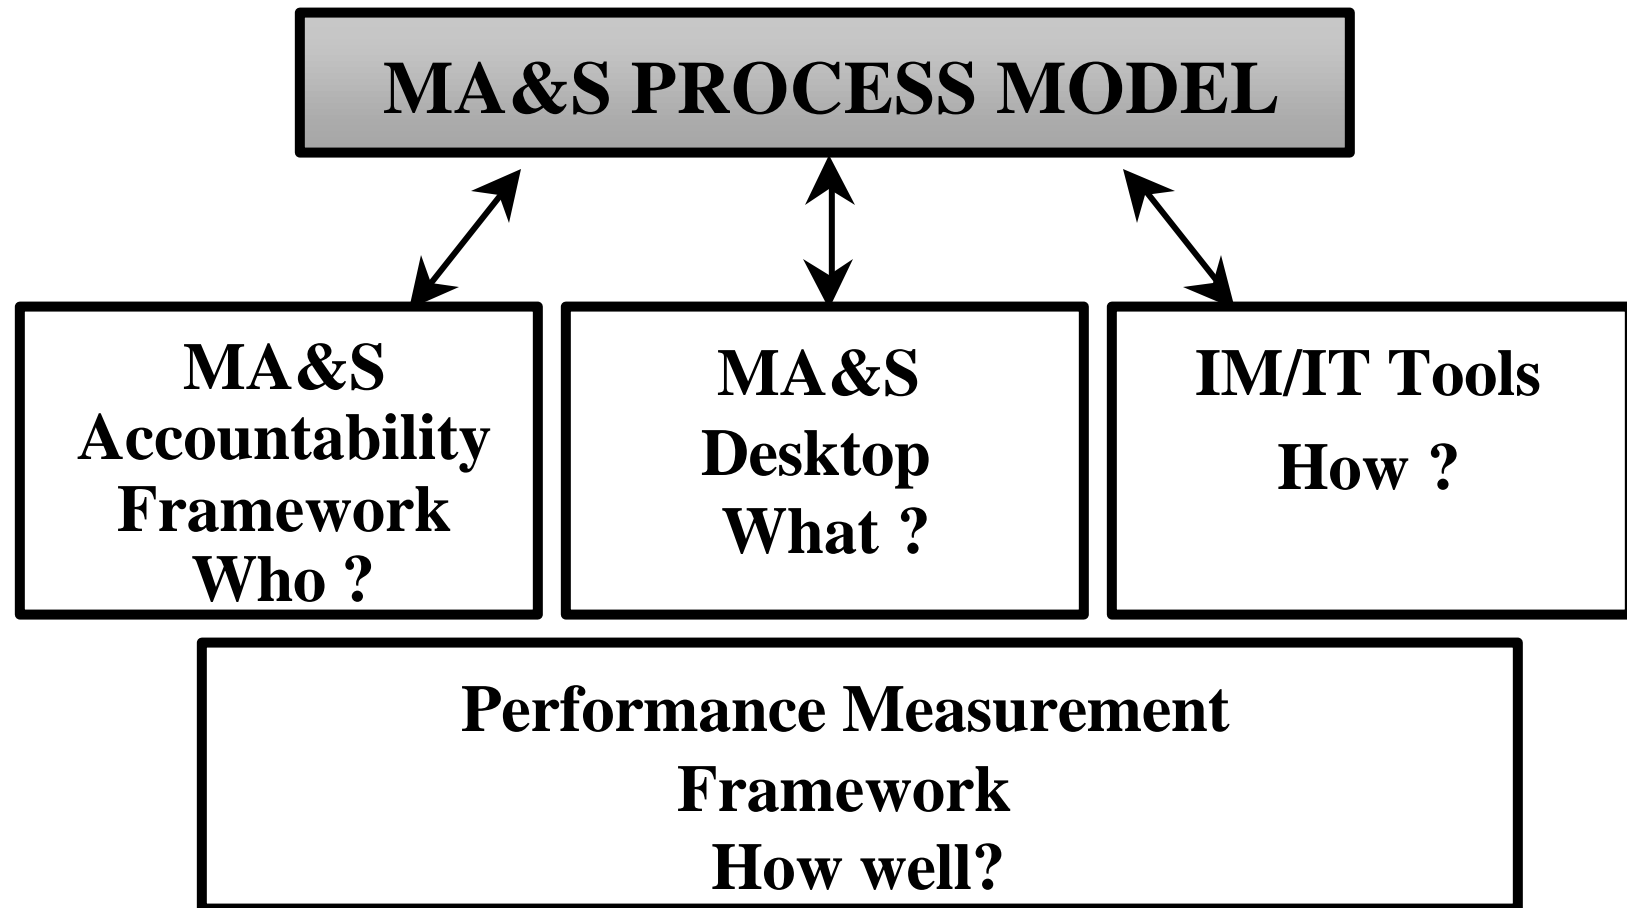 MA&S PROCESS MODEL
MA&S
Accountability
Framework
Who ?
MA&S
Desktop
What ?
IM/IT Tools
How ?
Performance Measurement
Framework
How well?